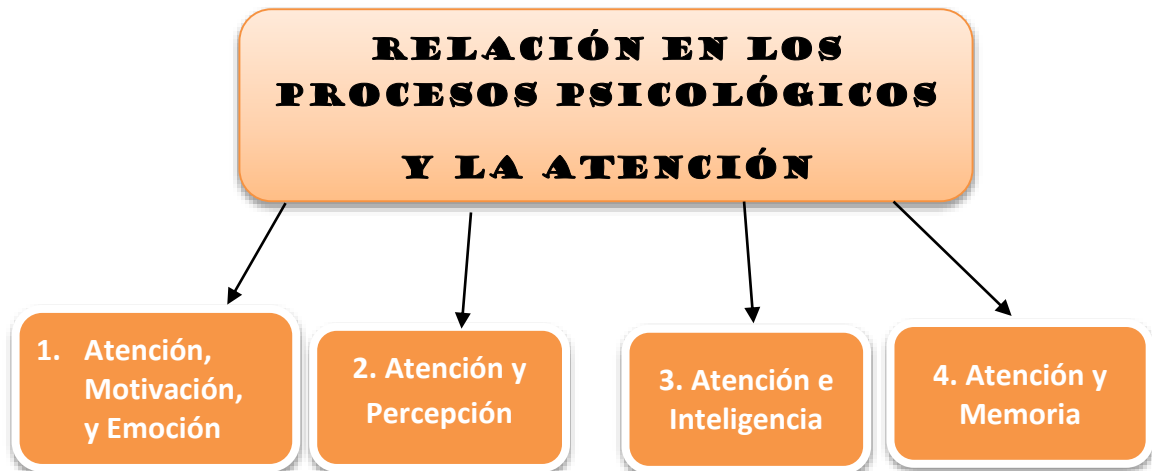 RELACIÓN EN LOS
PROCESOS PSICOLÓGICOS
Y LA ATENCIÓN
1. Atención,
Motivación,
y Emoción
2. Atención y
Percepción
3. Atención e
Inteligencia
4. Atención y
Memoria